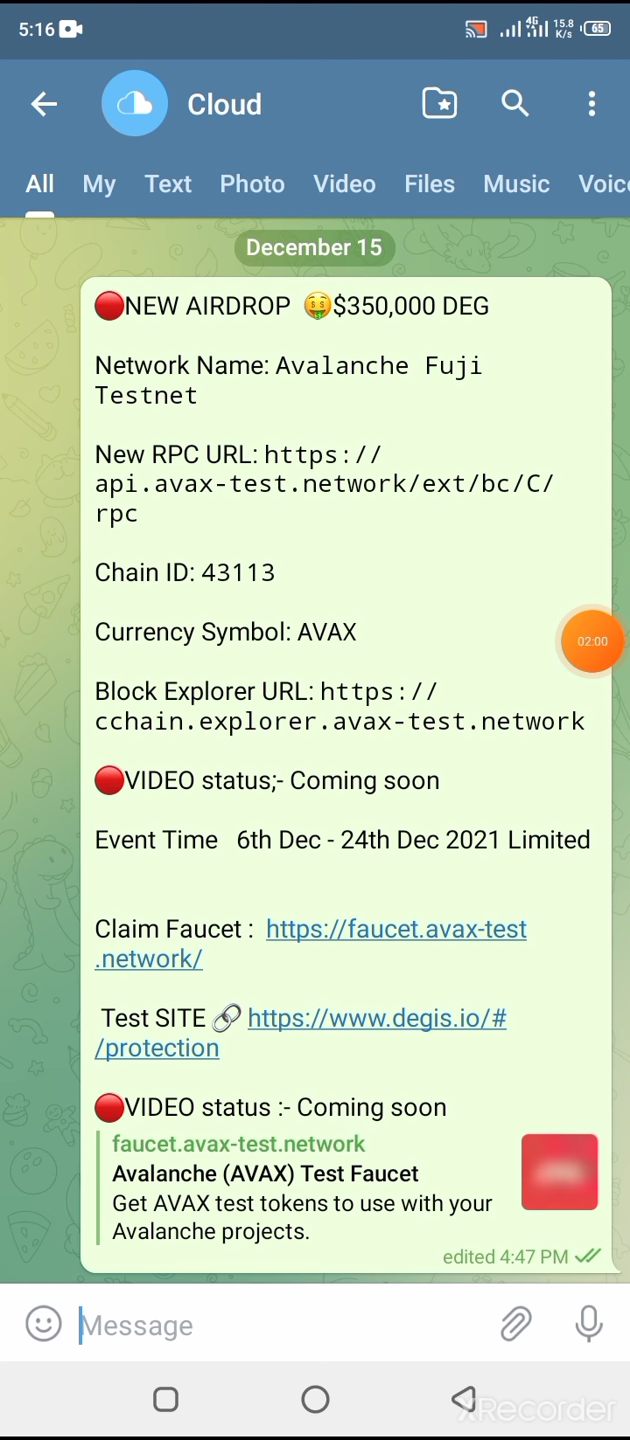 5:16
4G
15.8
K/s
65
Cloud
All My Text Photo Video Files Music Voic
December 15
🔴NEW AIRDROP 🤑$350,000 DEG
Network Name: Avalanche Fuji
Testnet
New RPC URL: https://
api.avax-test.network/ext/bc/C/
rpc
Chain ID: 43113
Currency Symbol: AVAX
02:00
Block Explorer URL: https://
cchain.explorer.avax-test.network
🔴VIDEO status;- Coming soon
Event Time 6th Dec - 24th Dec 2021 Limited
Claim Faucet : https://faucet.avax-test
.network/
Test SITE 🔗 https://www.degis.io/#
/protection
🔴VIDEO status :- Coming soon
faucet.avax-test.network
Avalanche (AVAX) Test Faucet
Get AVAX test tokens to use with your
Avalanche projects.
edited 4:47 PM
Message
XRecorder